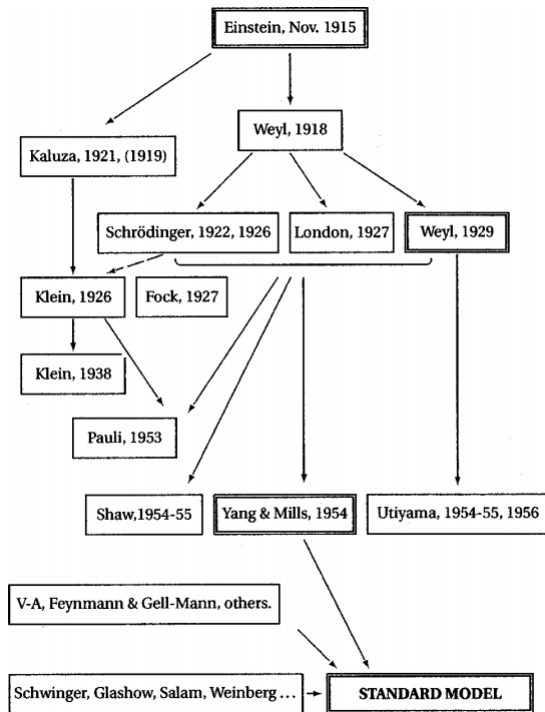 Einstein, Nov. 1915
Weyl, 1918
Kaluza, 1921, (1919)
Schrödinger, 1922, 1926
London, 1927
Weyl, 1929
Klein, 1926
Fock, 1927
Klein, 1938
Pauli, 1953
Shaw,1954-55
Yang & Mills, 1954
Utiyama, 1954-55, 1956
V-A, Feynmann & Gell-Mann, others.
Schwinger, Glashow, Salam, Weinberg ...
STANDARD MODEL